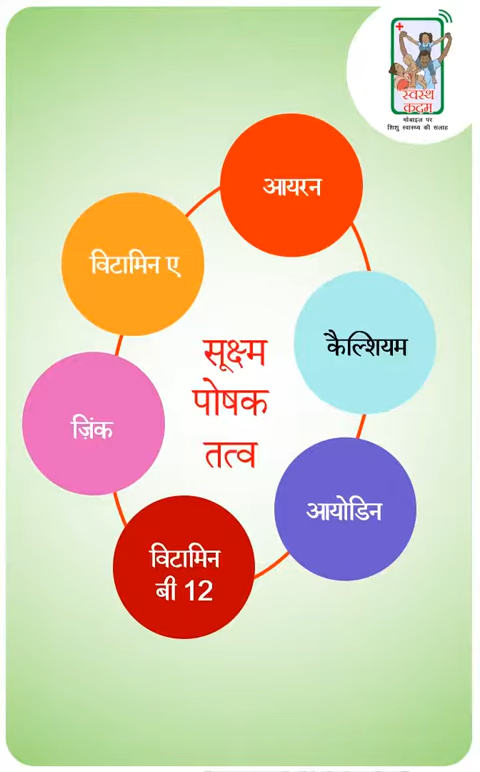 स्वस्थ
कदम
मोबाइल पर
शिशु स्वास्थ्य की सलाह
आयरन
विटामिन ए
कैल्शियम
सूक्ष्म
पोषक
तत्व
ज़िंक
आयोडिन
विटामिन
बी 12